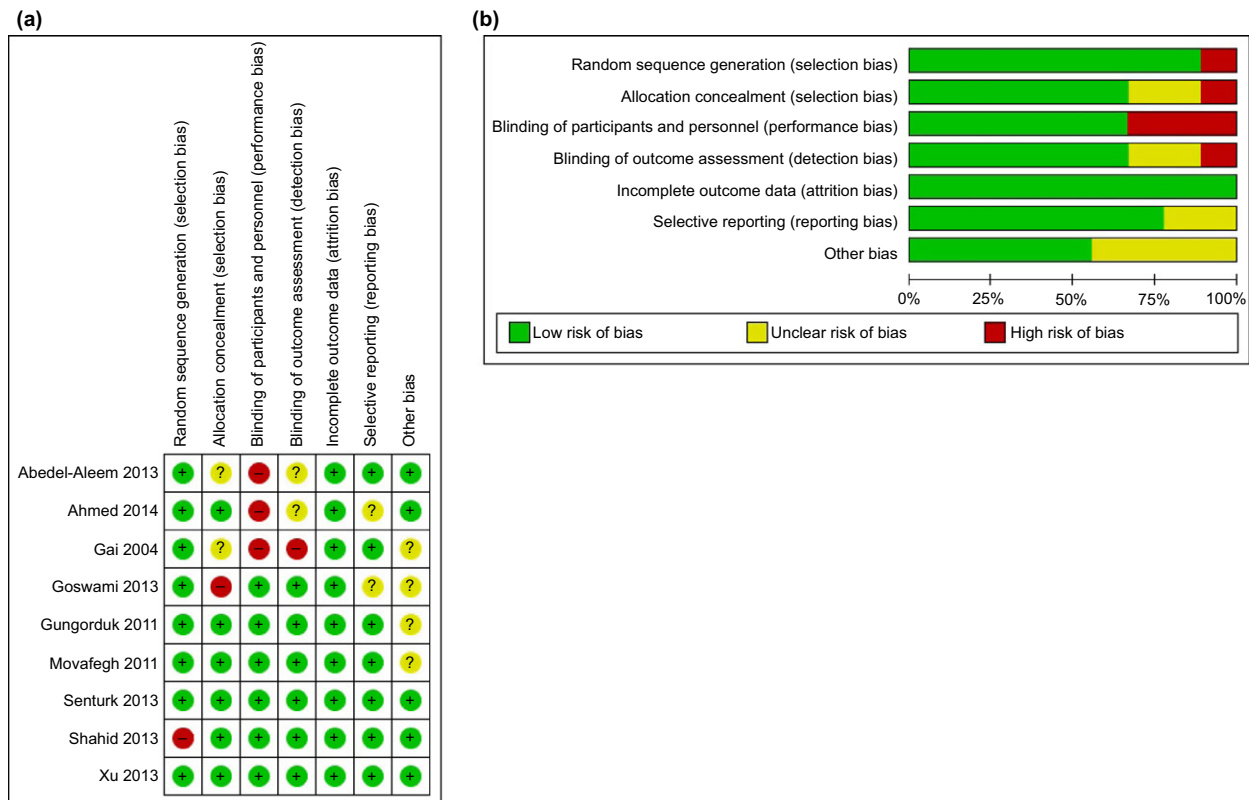 (a)
Random sequence generation (selection bias)
Allocation concealment (selection bias)
Blinding of participants and personnel (performance bias)
Blinding of outcome assessment (detection bias)
Incomplete outcome data (attrition bias)
Selective reporting (reporting bias)
Other bias
Abedel-Aleem 2013 + ? – ? + + +
Ahmed 2014 + + – ? + ? +
Gai 2004 + ? – – + + ?
Goswami 2013 + – + + + ? ?
Gungorduk 2011 + + + + + + ?
Movafegh 2011 + + + + + + ?
Senturk 2013 + + + + + + +
Shahid 2013 – + + + + + +
Xu 2013 + + + + + + +
(b)
Random sequence generation (selection bias)
Allocation concealment (selection bias)
Blinding of participants and personnel (performance bias)
Blinding of outcome assessment (detection bias)
Incomplete outcome data (attrition bias)
Selective reporting (reporting bias)
Other bias
0% 25% 50% 75% 100%
Low risk of bias Unclear risk of bias High risk of bias